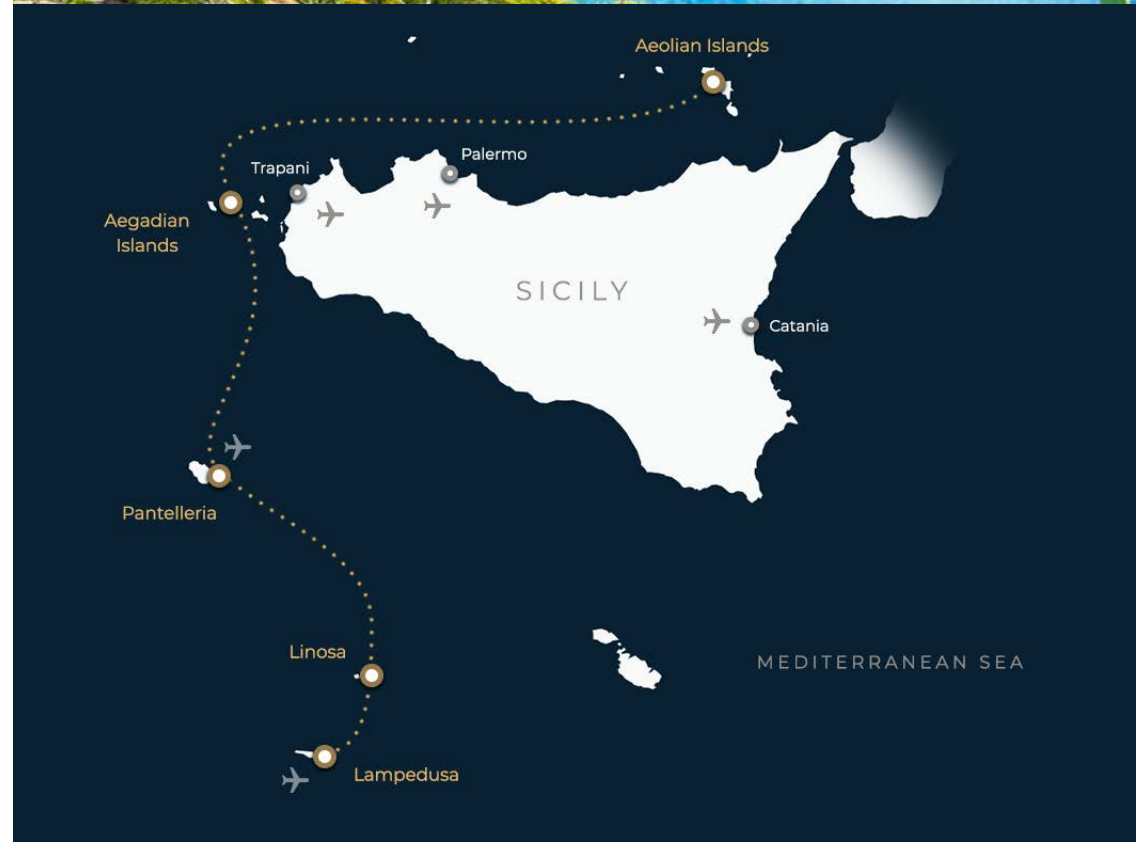 Aeolian Islands
Palermo
Trapani
Aegadian
Islands
SICILY
Catania
Pantelleria
Linosa
MEDITERRANEAN SEA
Lampedusa